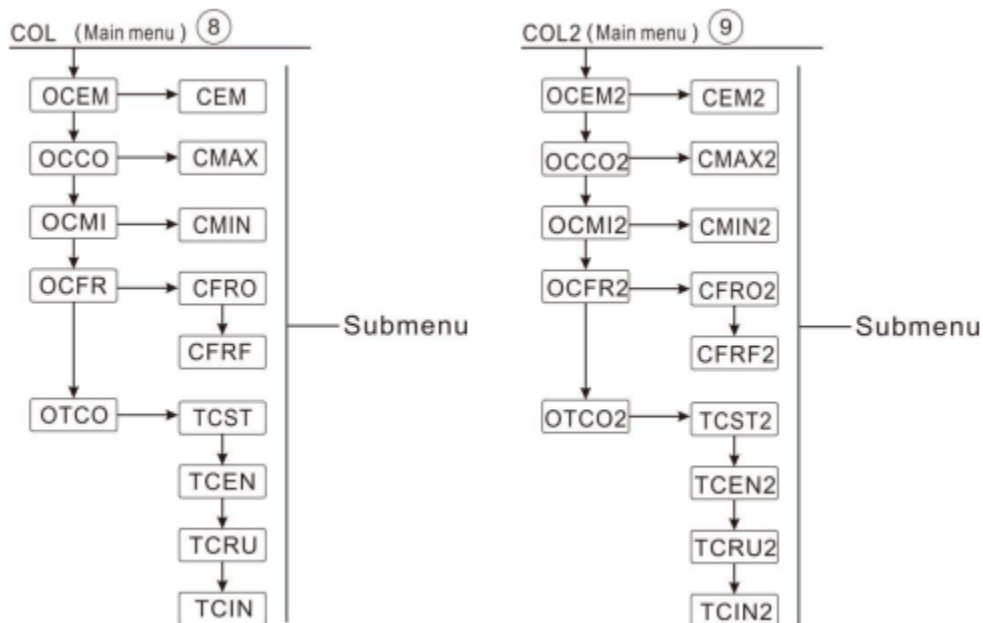 COL (Main menu) 8
OCEM CEM
OCCO CMAX
OCMI CMIN
OCFR CFRO
CFRF
OTCO TCST
TCEN
TCRU
TCIN
Submenu
COL2 (Main menu) 9
OCEM2 CEM2
OCCO2 CMAX2
OCMI2 CMIN2
OCFR2 CFRO2
CFRF2
OTCO2 TCST2
TCEN2
TCRU2
TCIN2
Submenu